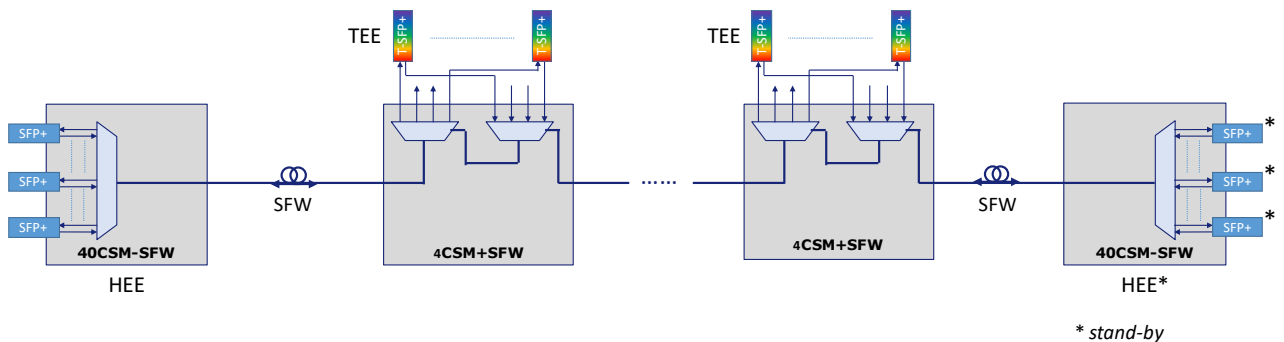 TEE
T-SFP+
T-SFP+
TEE
T-SFP+
T-SFP+
SFP+
SFP+
SFP+
SFW
......
SFW
SFP+ *
SFP+ *
SFP+ *
40CSM-SFW
4CSM+SFW
4CSM+SFW
40CSM-SFW
HEE
HEE*
* stand-by